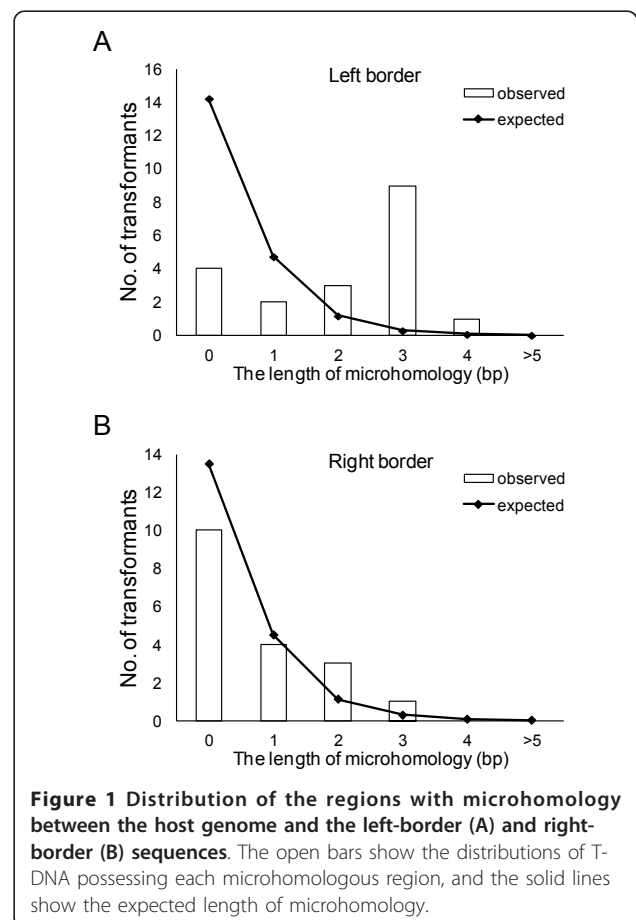 A
Left border
observed
expected
No. of transformants
16
14
12
10
8
6
4
2
0
0 1 2 3 4 >5
The length of microhomology (bp)
B
Right border
observed
expected
No. of transformants
14
12
10
8
6
4
2
0
0 1 2 3 4 >5
The length of microhomology (bp)
Figure 1 Distribution of the regions with microhomology
between the host genome and the left-border (A) and right-
border (B) sequences. The open bars show the distributions of T-
DNA possessing each microhomologous region, and the solid lines
show the expected length of microhomology.